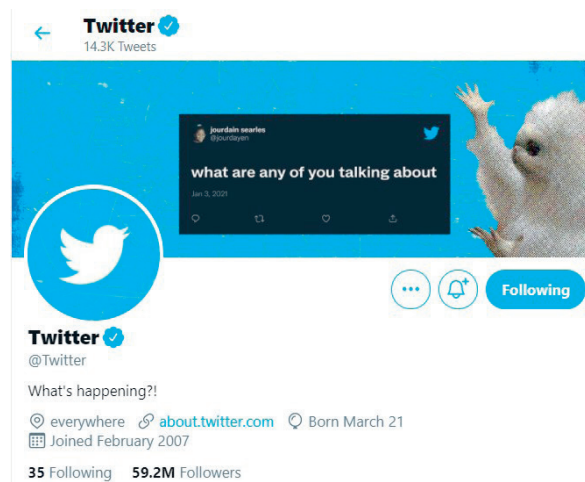 Twitter
14.3K Tweets
jourdain searles
@jourdayen
what are any of you talking about
Jan 3, 2021
Following
Twitter
@Twitter
What's happening?!
everywhere about.twitter.com Born March 21
Joined February 2007
35 Following 59.2M Followers